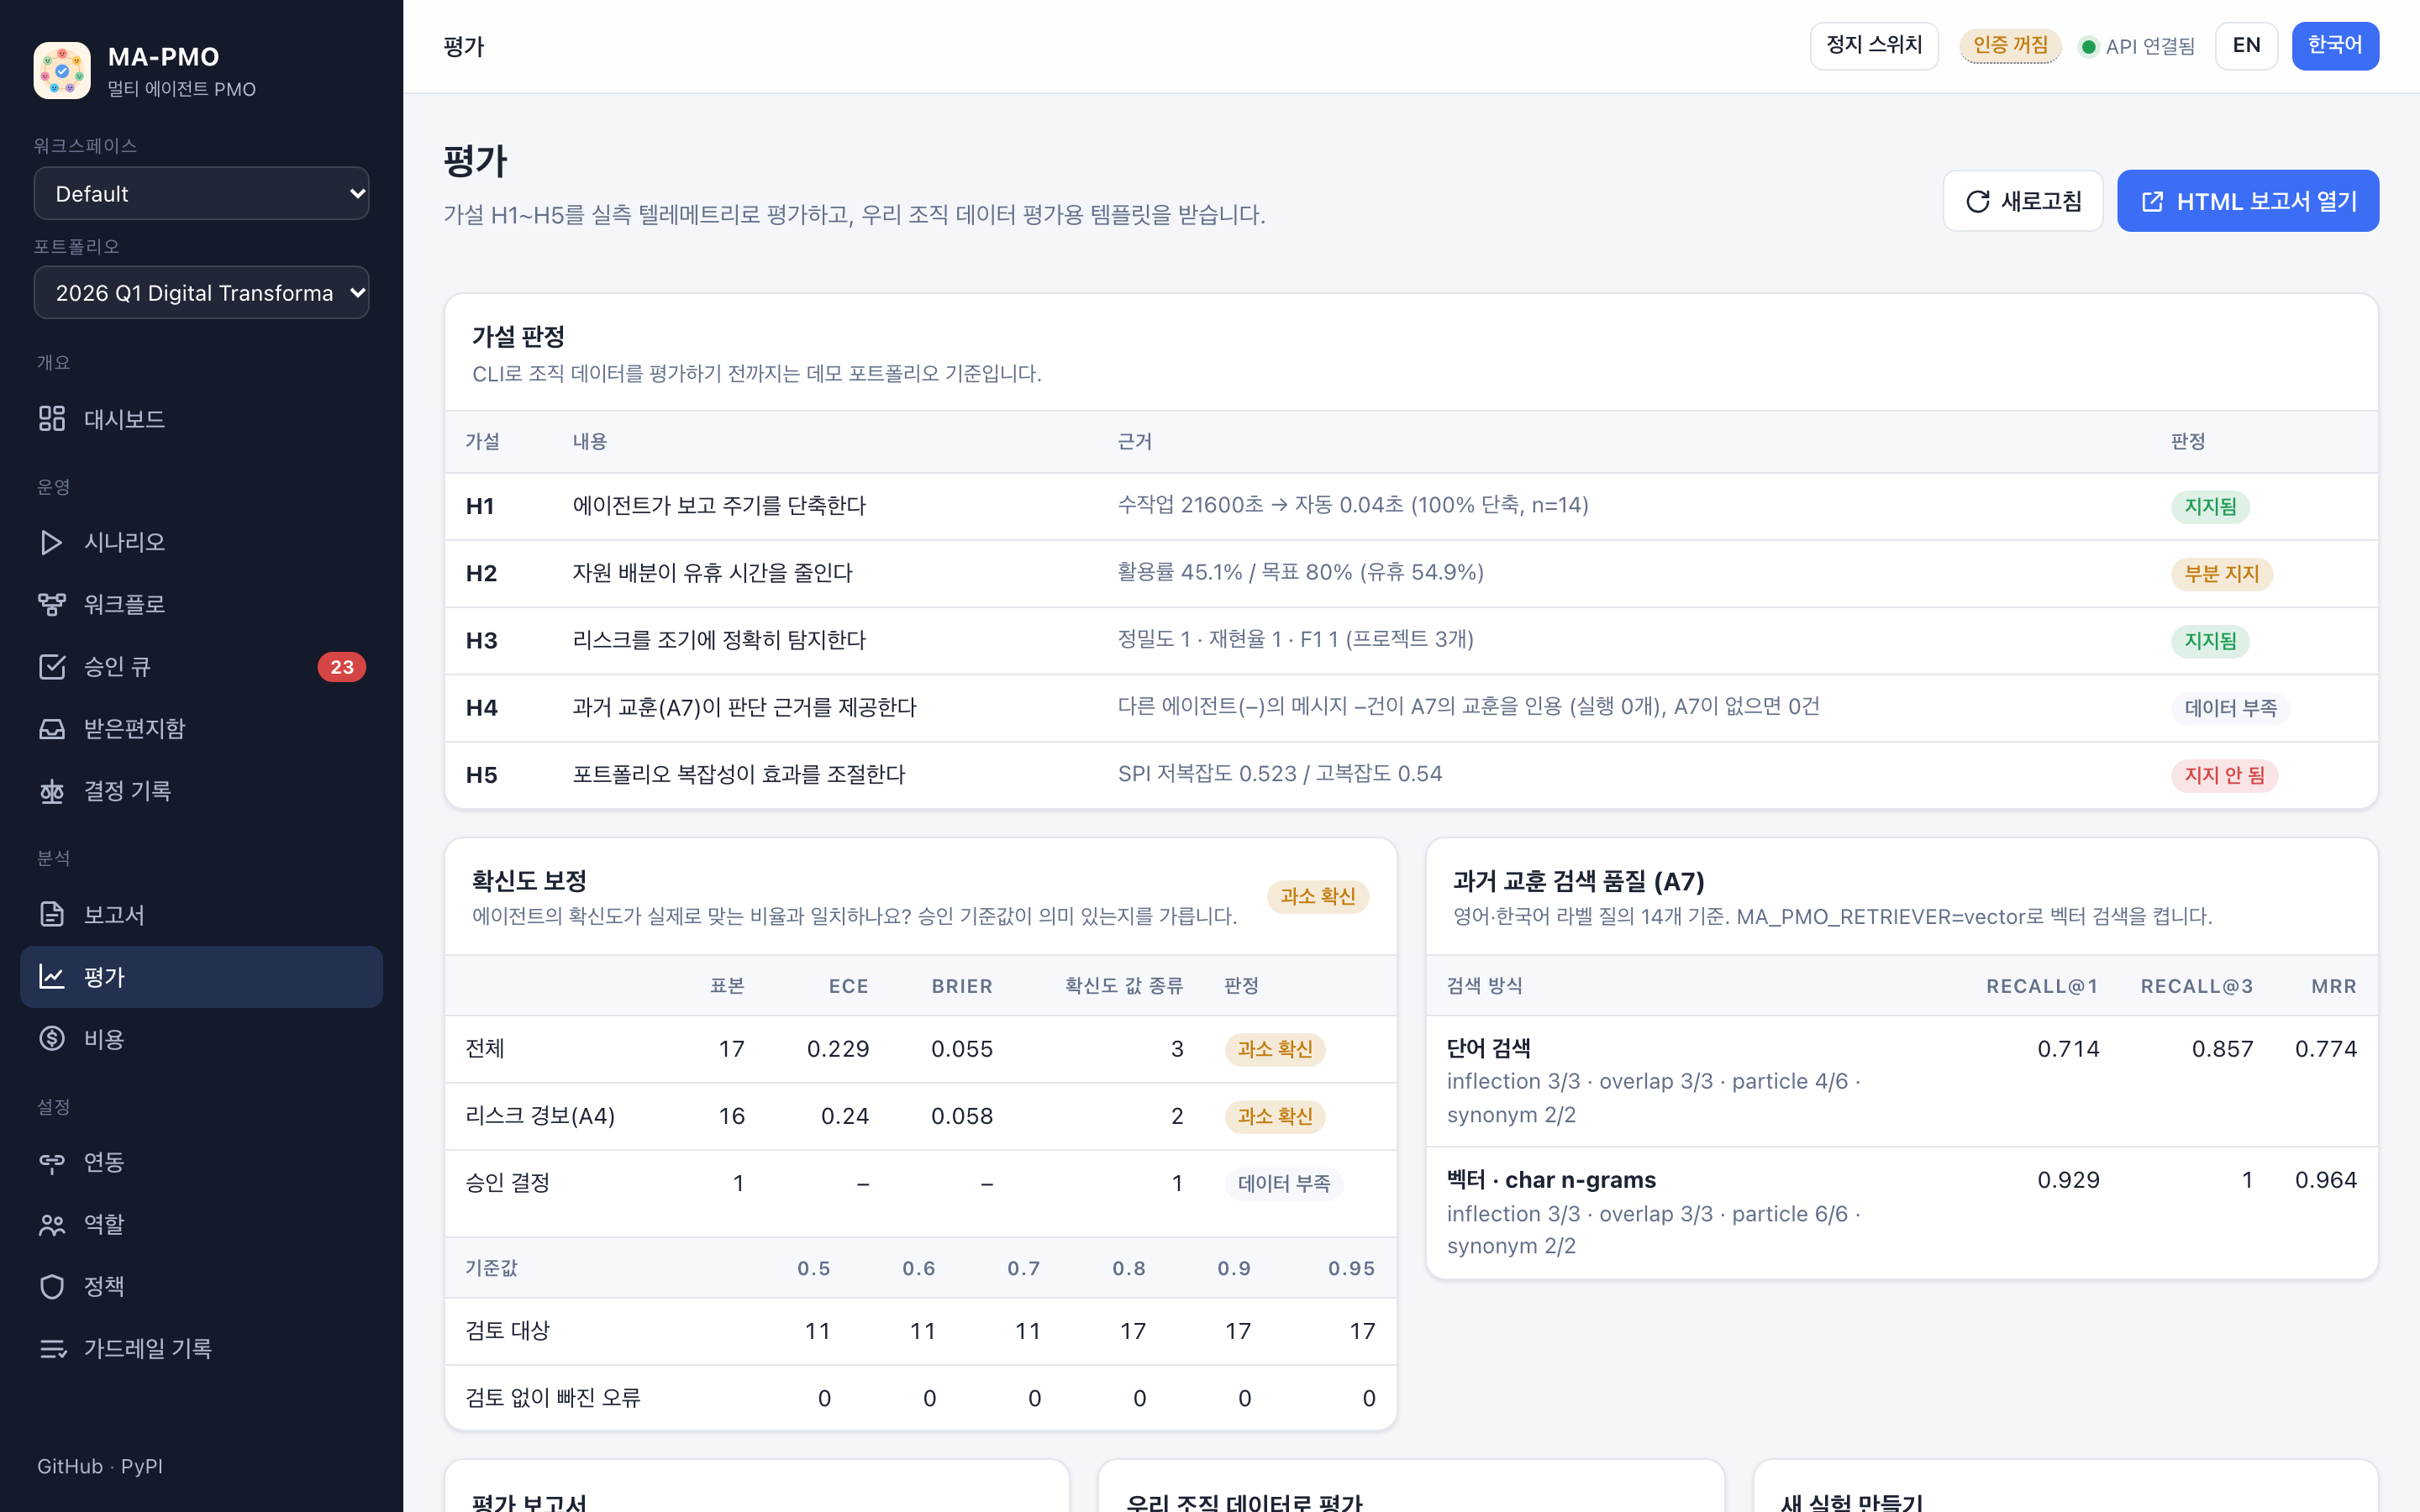 MA-PMO
멀티 에이전트 PMO
워크스페이스
Default
포트폴리오
2026 Q1 Digital Transforma
개요
대시보드
운영
시나리오
워크플로
승인 큐
23
받은편지함
결정 기록
분석
보고서
평가
비용
설정
연동
역할
정책
가드레일 기록
GitHub · PyPI
평가
정지 스위치
인증 꺼짐
API 연결됨
EN
한국어
평가
가설 H1~H5를 실측 텔레메트리로 평가하고, 우리 조직 데이터 평가용 템플릿을 받습니다.
새로고침
HTML 보고서 열기
가설 판정
CLI로 조직 데이터를 평가하기 전까지는 데모 포트폴리오 기준입니다.
가설 내용 근거 판정
H1 에이전트가 보고 주기를 단축한다 수작업 21600초 → 자동 0.04초 (100% 단축, n=14) 지지됨
H2 자원 배분이 유휴 시간을 줄인다 활용률 45.1% / 목표 80% (유휴 54.9%) 부분 지지
H3 리스크를 조기에 정확히 탐지한다 정밀도 1 · 재현율 1 · F1 1 (프로젝트 3개) 지지됨
H4 과거 교훈(A7)이 판단 근거를 제공한다 다른 에이전트(–)의 메시지 –건이 A7의 교훈을 인용 (실행 0개), A7이 없으면 0건 데이터 부족
H5 포트폴리오 복잡성이 효과를 조절한다 SPI 저복잡도 0.523 / 고복잡도 0.54 지지 안 됨
확신도 보정
에이전트의 확신도가 실제로 맞는 비율과 일치하나요? 승인 기준값이 의미 있는지를 가릅니다.
과소 확신
표본 ECE BRIER 확신도 값 종류 판정
전체 17 0.229 0.055 3 과소 확신
리스크 경보(A4) 16 0.24 0.058 2 과소 확신
승인 결정 1 – – 1 데이터 부족
기준값 0.5 0.6 0.7 0.8 0.9 0.95
검토 대상 11 11 11 17 17 17
검토 없이 빠진 오류 0 0 0 0 0 0
과거 교훈 검색 품질 (A7)
영어·한국어 라벨 질의 14개 기준. MA_PMO_RETRIEVER=vector로 벡터 검색을 켭니다.
검색 방식 RECALL@1 RECALL@3 MRR
단어 검색 0.714 0.857 0.774
inflection 3/3 · overlap 3/3 · particle 4/6 ·
synonym 2/2
벡터 · char n-grams 0.929 1 0.964
inflection 3/3 · overlap 3/3 · particle 6/6 ·
synonym 2/2
평가 보고서
우리 조직 데이터로 평가
새 실험 만들기